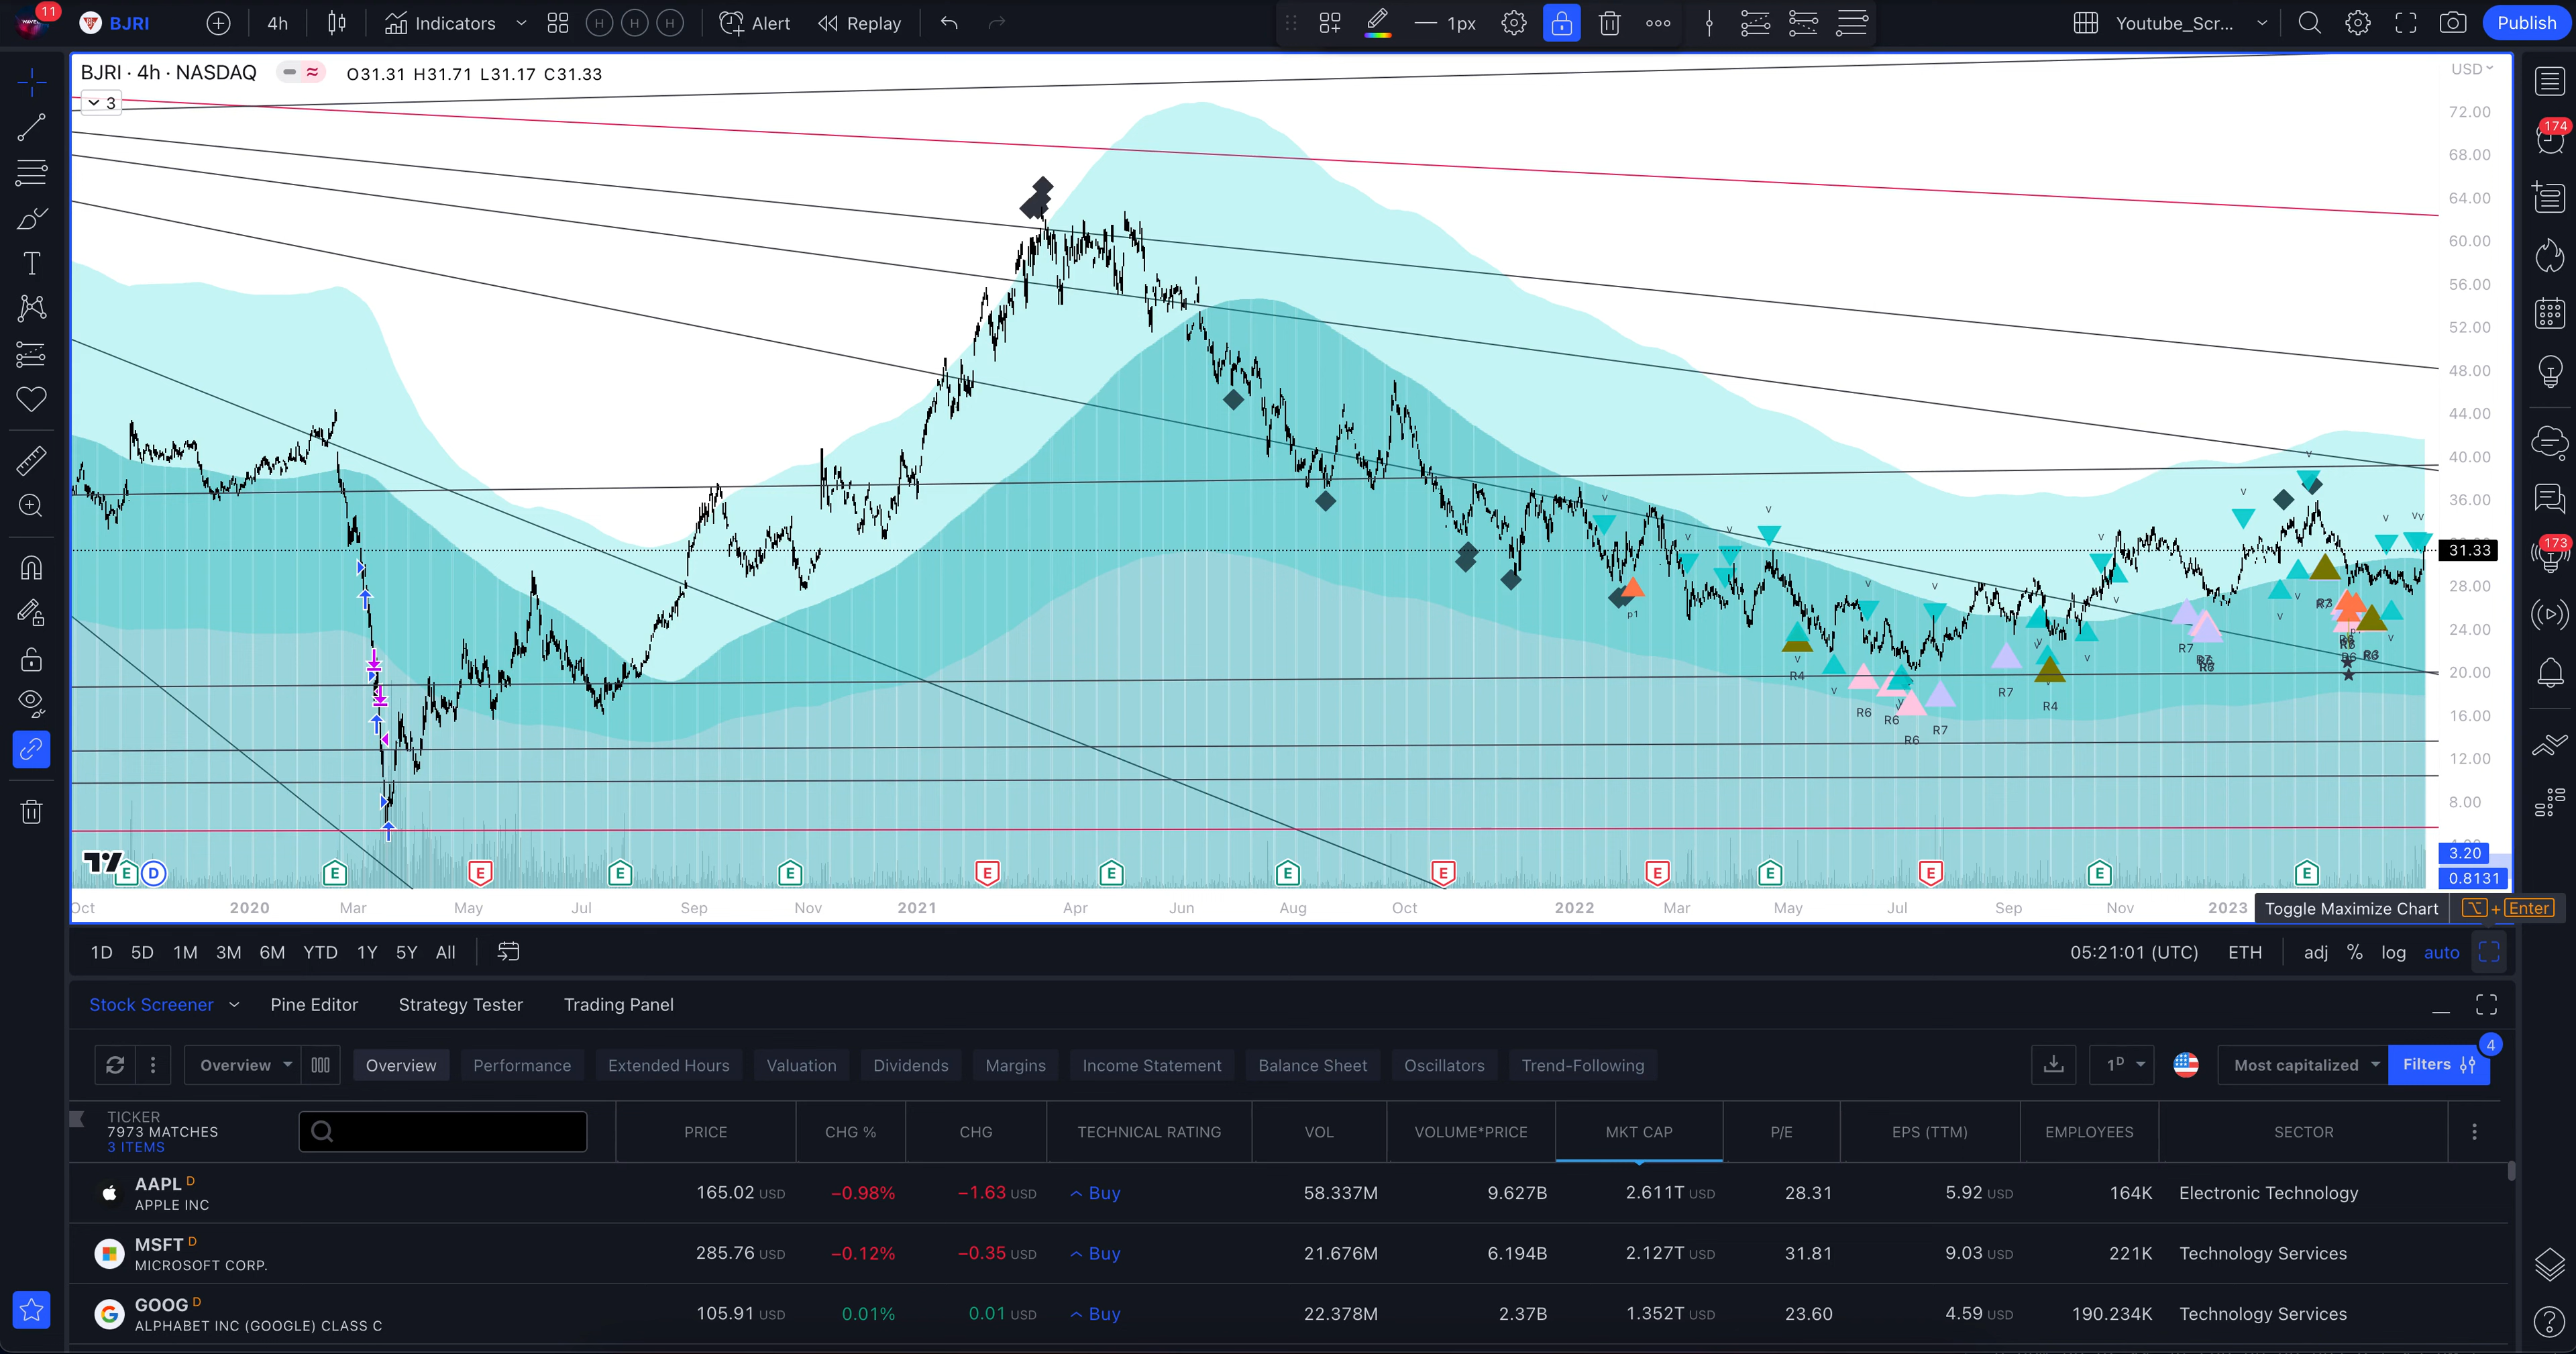 11
BJRI 4h Indicators H H H Alert Replay 1px Youtube_Scr... Publish
BJRI · 4h · NASDAQ O31.31 H31.71 L31.17 C31.33 USD
3
72.00
174
68.00
64.00
60.00
56.00
52.00
48.00
44.00
40.00
36.00
31.33
173
28.00
24.00
20.00
16.00
12.00
8.00
p1
R4
R6
R6
R6
R7
R7
R4
R7
3.20
0.8131
E D E E E E E E E E E E E E E
Oct 2020 Mar May Jul Sep Nov 2021 Apr Jun Aug Oct 2022 Mar May Jul Sep Nov 2023 Toggle Maximize Chart ⌥ + Enter
1D 5D 1M 3M 6M YTD 1Y 5Y All 05:21:01 (UTC) ETH adj % log auto
Stock Screener Pine Editor Strategy Tester Trading Panel
4
Overview Overview Performance Extended Hours Valuation Dividends Margins Income Statement Balance Sheet Oscillators Trend-Following 1D Most capitalized Filters
TICKER
7973 MATCHES
3 ITEMS
PRICE CHG % CHG TECHNICAL RATING VOL VOLUME*PRICE MKT CAP P/E EPS (TTM) EMPLOYEES SECTOR
AAPL D
APPLE INC
165.02 USD −0.98% −1.63 USD Buy 58.337M 9.627B 2.611T USD 28.31 5.92 USD 164K Electronic Technology
MSFT D
MICROSOFT CORP.
285.76 USD −0.12% −0.35 USD Buy 21.676M 6.194B 2.127T USD 31.81 9.03 USD 221K Technology Services
GOOG D
ALPHABET INC (GOOGLE) CLASS C
105.91 USD 0.01% 0.01 USD Buy 22.378M 2.37B 1.352T USD 23.60 4.59 USD 190.234K Technology Services